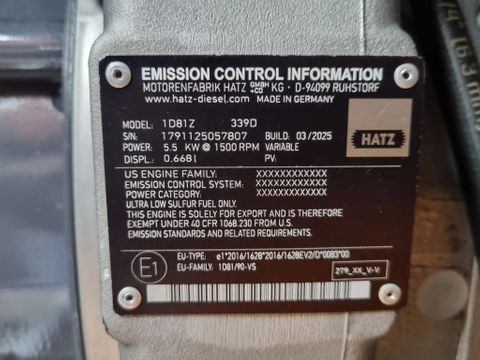 EMISSION CONTROL INFORMATION
MOTORENFABRIK HATZ GMBH +CO KG · D-94099 RUHSTORF
www.hatz-diesel.com MADE IN GERMANY
MODEL: 1D81Z 339D
S/N: 1791125057807 BUILD: 03/2025
POWER: 5.5 KW @ 1500 RPM VARIABLE
DISPL.: 0.668 l PV:
HATZ
US ENGINE FAMILY: XXXXXXXXXXXX
EMISSION CONTROL SYSTEM: XXXXXXXXXXXX
POWER CATEGORY: XXXXXXXXXXXX
ULTRA LOW SULFUR FUEL ONLY.
THIS ENGINE IS SOLELY FOR EXPORT AND IS THEREFORE
EXEMPT UNDER 40 CFR 1068.230 FROM US
EMISSION STANDARDS AND RELATED REQUIREMENTS.
E1
EU-TYPE: e1*2016/1628*2016/1628EV2/D*0083*00
EU-FAMILY: 1D81/90-VS
279_XX_V-V